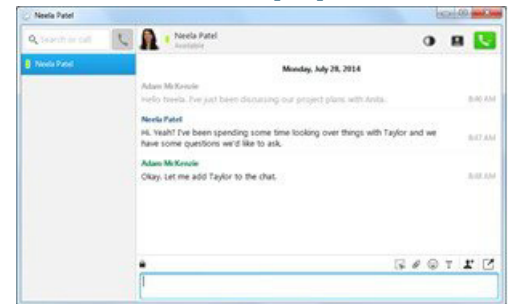 Neela Patel
Search or call
Neela Patel
Available
Neela Patel
Monday, July 28, 2014
Adam McKenzie
Hello Neela. I've just been discussing our project plans with Anita.
8:46 AM
Neela Patel
Hi. Yeah! I've been spending some time looking over things with Taylor and we
have some questions we'd like to ask.
8:47 AM
Adam McKenzie
Okay. Let me add Taylor to the chat.
8:48 AM